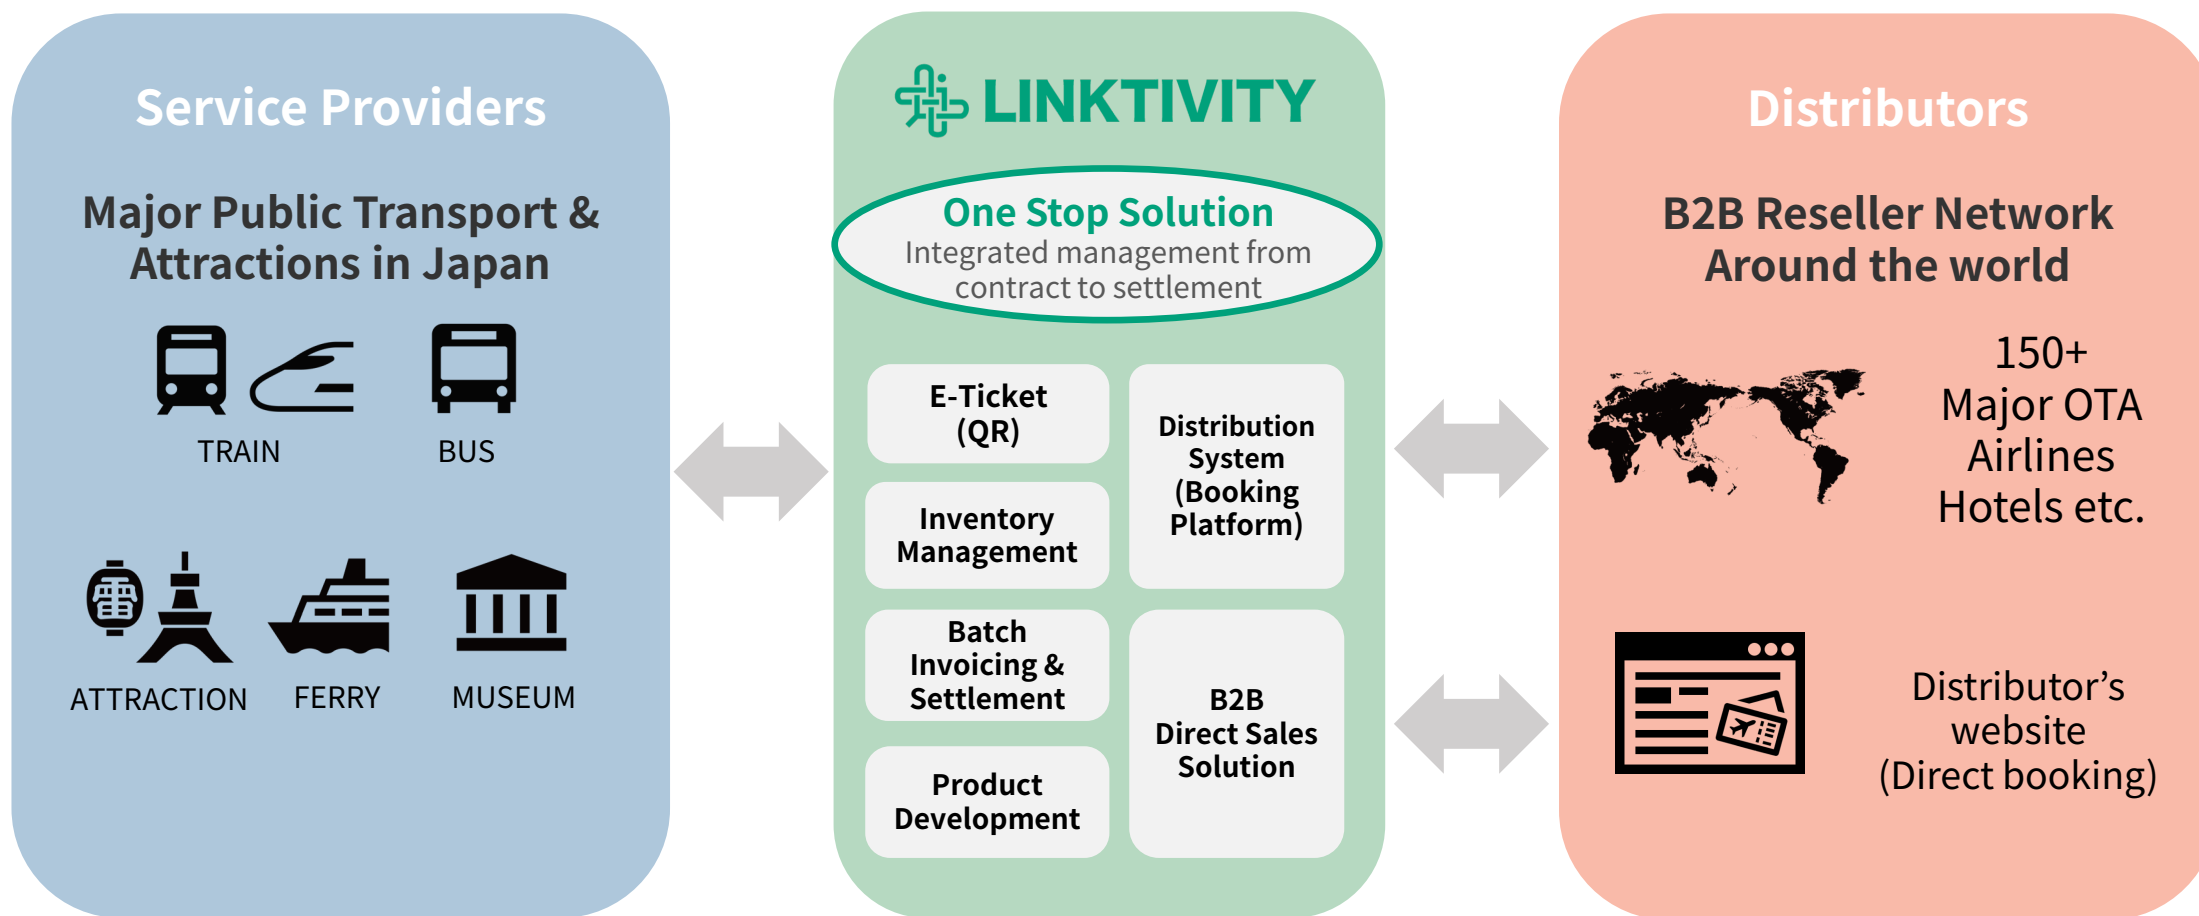 Service Providers
Major Public Transport &
Attractions in Japan
TRAIN
BUS
電
ATTRACTION
FERRY
MUSEUM
LINKTIVITY
One Stop Solution
Integrated management from
contract to settlement
E-Ticket
(QR)
Inventory
Management
Batch
Invoicing &
Settlement
Product
Development
Distribution
System
(Booking
Platform)
B2B
Direct Sales
Solution
Distributors
B2B Reseller Network
Around the world
150+
Major OTA
Airlines
Hotels etc.
Distributor’s
website
(Direct booking)